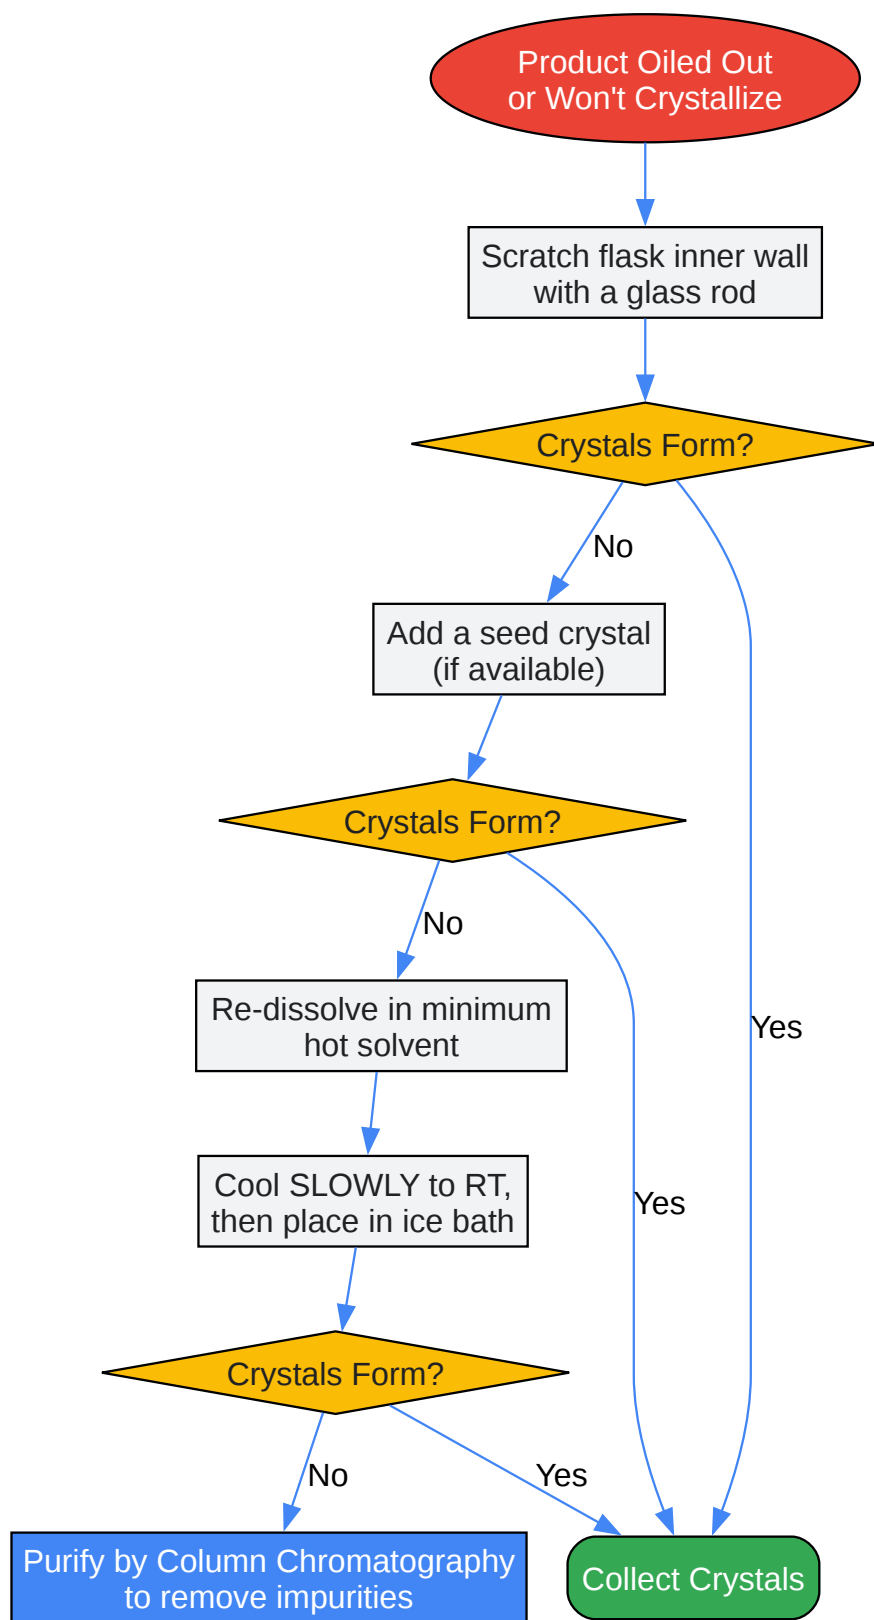 Product Oiled Out
or Won't Crystallize
Scratch flask inner wall
with a glass rod
Crystals Form?
No
Add a seed crystal
(if available)
Crystals Form?
No
Re-dissolve in minimum
hot solvent
Yes
Cool SLOWLY to RT,
then place in ice bath
Yes
Crystals Form?
No
Yes
Purify by Column Chromatography
to remove impurities
Collect Crystals